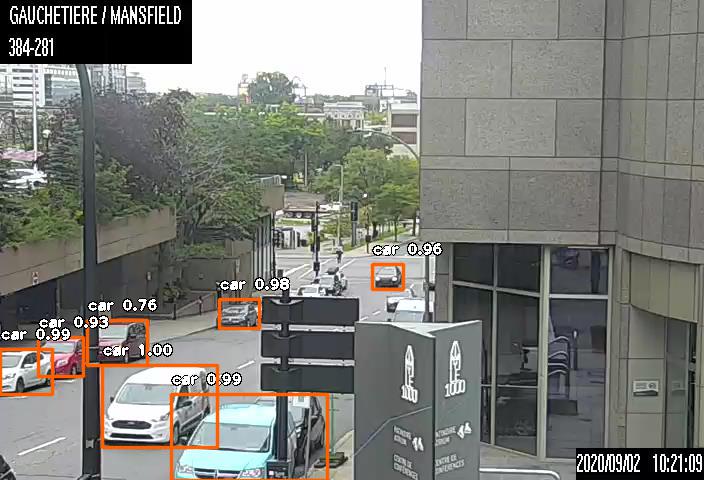 GAUCHETIERE / MANSFIELD
384-281
car 0.96
car 0.98
car 0.76
car 0.93
car 0.99
car 1.00
car 0.99
1000
1000
2020/09/02 10:21:09